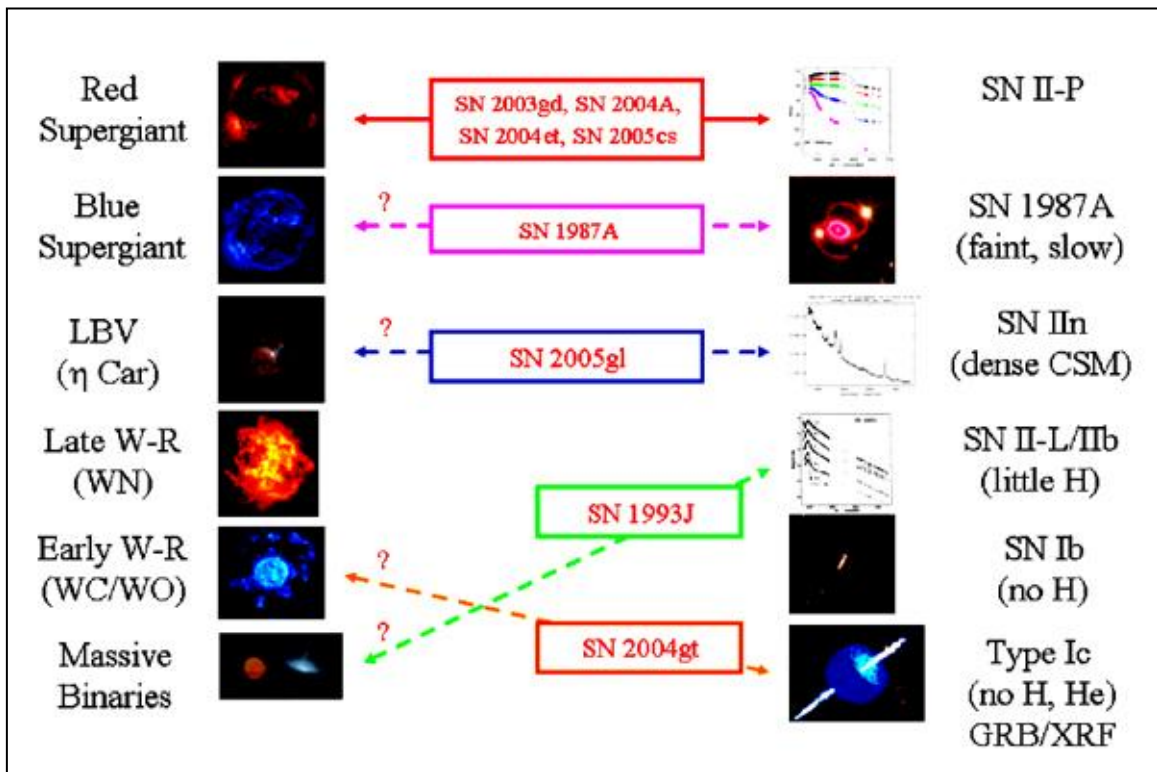 Red
Supergiant
SN 2003gd, SN 2004A,
SN 2004et, SN 2005cs
SN II-P
Blue
Supergiant
?
SN 1987A
SN 1987A
(faint, slow)
LBV
(η Car)
?
SN 2005gl
SN IIn
(dense CSM)
Late W-R
(WN)
SN II-L/IIb
(little H)
SN 1993J
Early W-R
(WC/WO)
?
SN Ib
(no H)
Massive
Binaries
?
SN 2004gt
Type Ic
(no H, He)
GRB/XRF